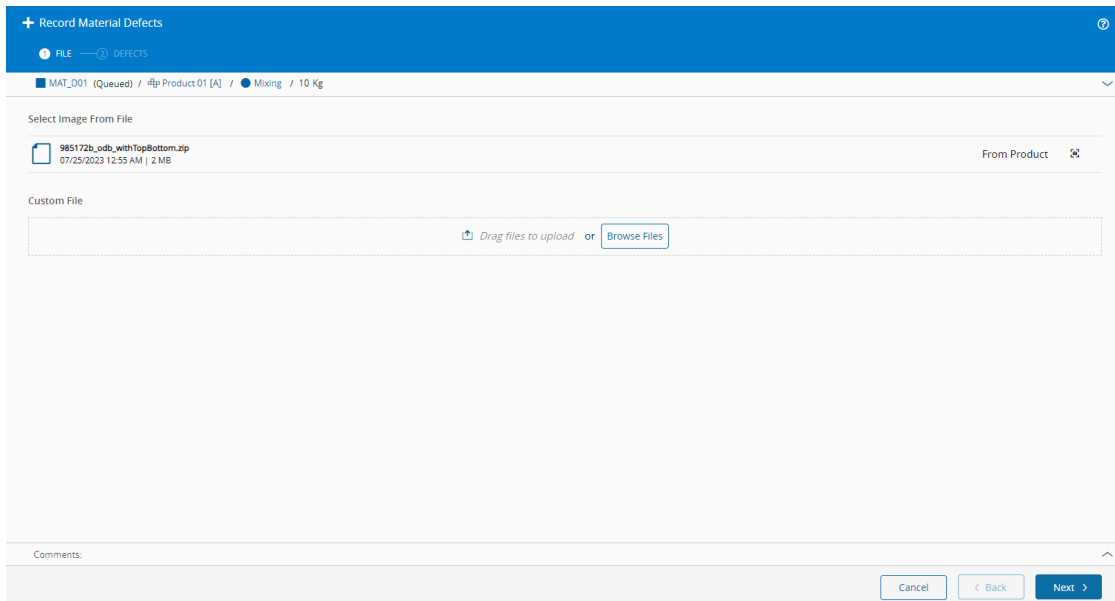 Record Material Defects
1 FILE 2 DEFECTS
MAT_D01 (Queued) / Product 01 [A] / Mixing / 10 Kg
Select Image From File
985172b_odb_withTopBottom.zip
07/25/2023 12:55 AM | 2 MB
From Product
Custom File
Drag files to upload or Browse Files
Comments:
Cancel < Back Next >